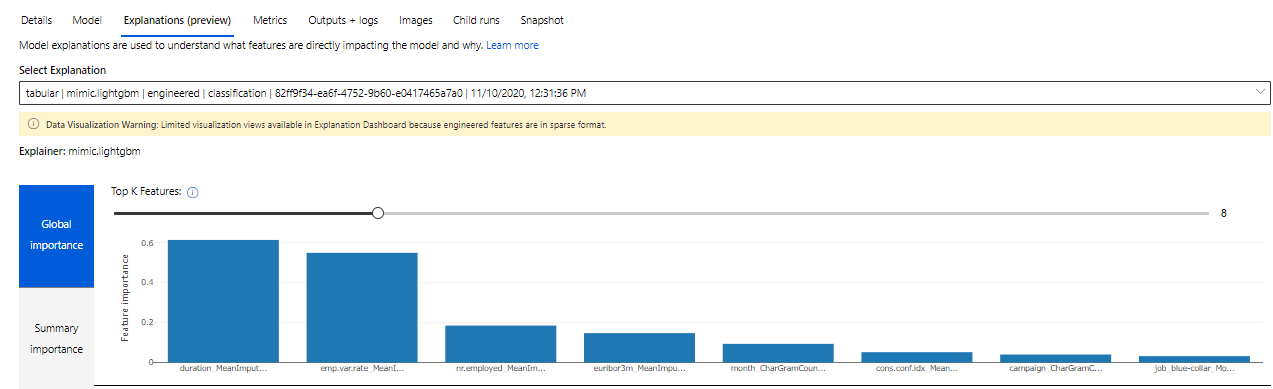 Details Model Explanations (preview) Metrics Outputs + logs Images Child runs Snapshot
Model explanations are used to understand what features are directly impacting the model and why. Learn more
Select Explanation
tabular | mimic.lightgbm | engineered | classification | 82ff9f34-ea6f-4752-9b60-e0417465a7a0 | 11/10/2020, 12:31:36 PM
Data Visualization Warning: Limited visualization views available in Explanation Dashboard because engineered features are in sparse format.
Explainer: mimic.lightgbm
Global
importance
Summary
importance
Top K Features:
8
Feature importance
0.6
0.4
0.2
0
duration_MeanImput... emp.var.rate_MeanI... nr.employed_MeanIm... euribor3m_MeanImpu... month_CharGramCoun... cons.conf.idx_Mean... campaign_CharGramC... job_blue-collar_Mo...